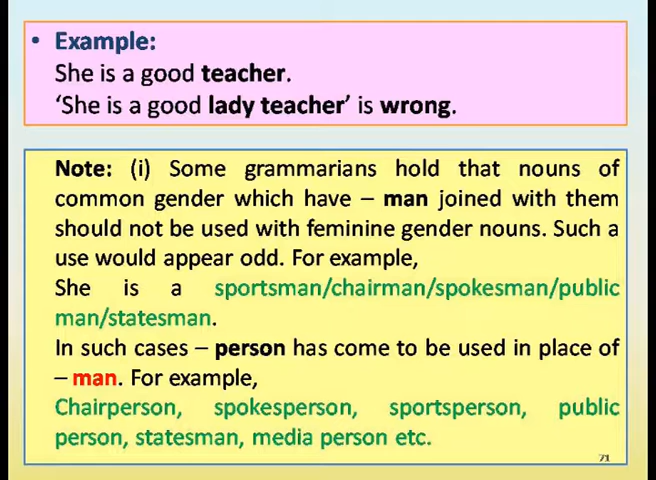 • Example:
She is a good teacher.
‘She is a good lady teacher’ is wrong.
Note: (i) Some grammarians hold that nouns of
common gender which have – man joined with them
should not be used with feminine gender nouns. Such a
use would appear odd. For example,
She is a sportsman/chairman/spokesman/public
man/statesman.
In such cases – person has come to be used in place of
– man. For example,
Chairperson, spokesperson, sportsperson, public
person, statesman, media person etc.
71